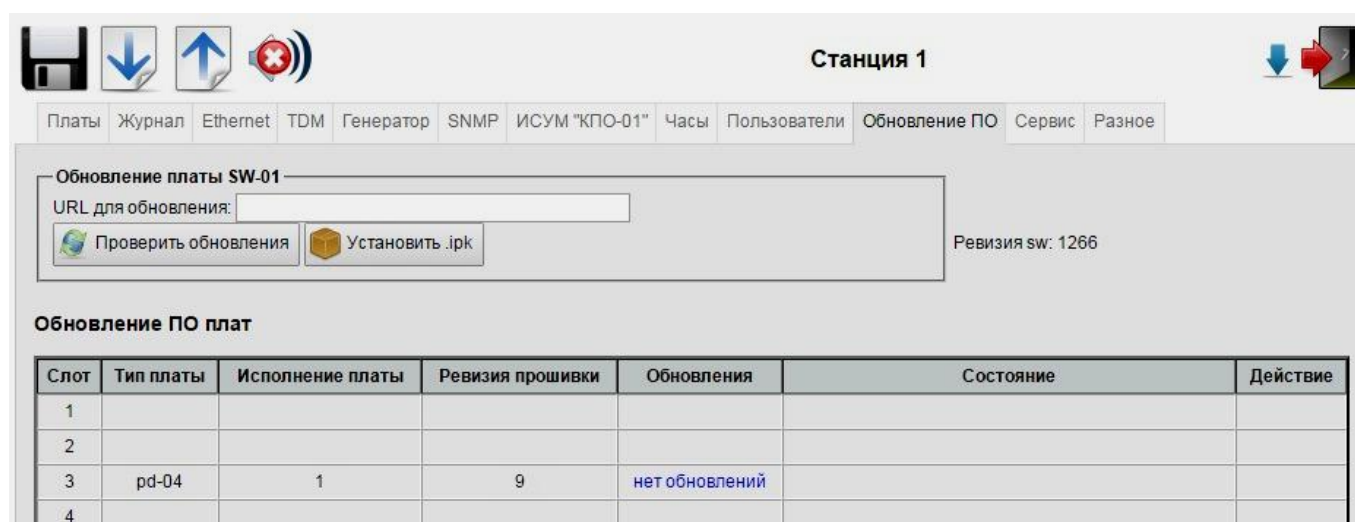 Станция 1
Платы Журнал Ethernet TDM Генератор SNMP ИСУМ "КПО-01" Часы Пользователи Обновление ПО Сервис Разное
Обновление платы SW-01
URL для обновления:
Проверить обновления Установить .ipk
Ревизия sw: 1266
Обновление ПО плат
Слот Тип платы Исполнение платы Ревизия прошивки Обновления Состояние Действие
1
2
3 pd-04 1 9 нет обновлений
4